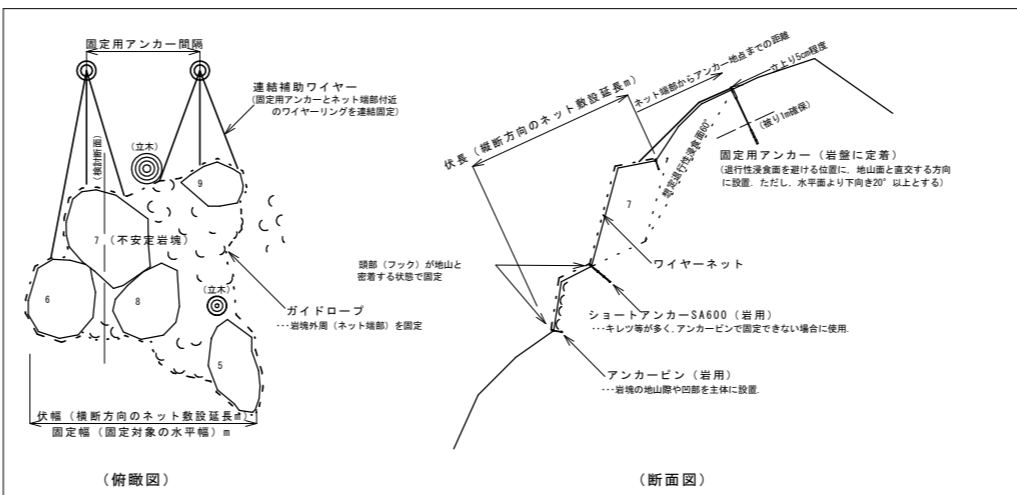 固定用アンカー間隔
連結補助ワイヤー
(固定用アンカーとネット端部付近
のワイヤーリングを連結固定)
(立木)
(検討断面)
9
7 (不安定岩塊)
6
8
(立木)
ガイドロープ
・・・岩塊外周(ネット端部)を固定
5
伏幅(横断方向のネット敷設延長m)
固定幅(固定対象の水平幅)m
(俯瞰図)
ネット端部からアンカー地点までの距離
立上り5cm程度
伏長(縦断方向のネット敷設延長m)
想定退行性浸食面60°
(被り1m確保)
固定用アンカー(岩盤に定着)
(退行性浸食面を避ける位置に、地山面と直交する方向
に設置. ただし、水平面より下向き20°以上とする)
7
ワイヤーネット
頭部(フック)が地山と
密着する状態で固定
ショートアンカーSA600(岩用)
・・・キレツ等が多く、アンカーピンで固定できない場合に使用.
アンカーピン(岩用)
・・・岩塊の地山際や凹部を主体に設置.
(断面図)